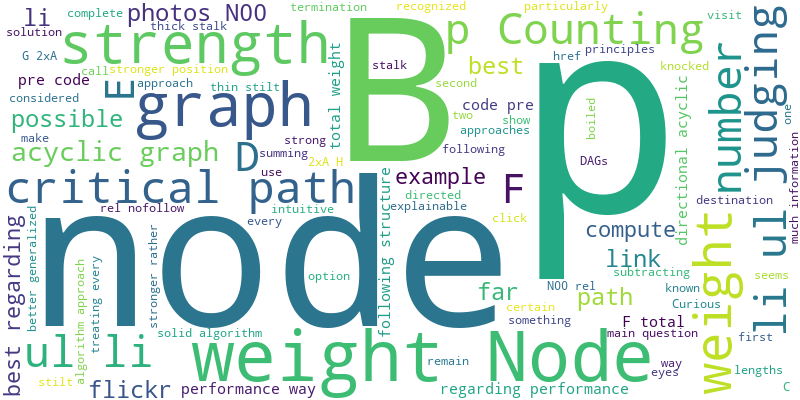 li
complete
photos N00
termination
recognized
particularly
solution
thick stalk
strength
B
p Counting
visit
G 2xA
call
stronger position
stalk
best
href
principles
pre code
E
approach
thin stilt
total weight
second
knocked
considered
graph
code pre
p
boiled
number
judging
possible
two
approaches
show
make
strong
following
directional acyclic
one
acyclic graph
D
summing
2xA H
DAGs
much information
critical path
use
example
F
directed
weight
destination
rel nofollow
intuitive
explainable
click
compute
li ul
best regarding
better generalized
node
every
following structure
link
stronger rather
option
subtracting
algorithm approach
treating every
far
N00 rel
known
seems
path
Curious
certain
solid algorithm
something
F total
main question
first
ul li
weight Node
remain
way
eyes
lengths
stilt
flickr
performance way
regarding performance
C